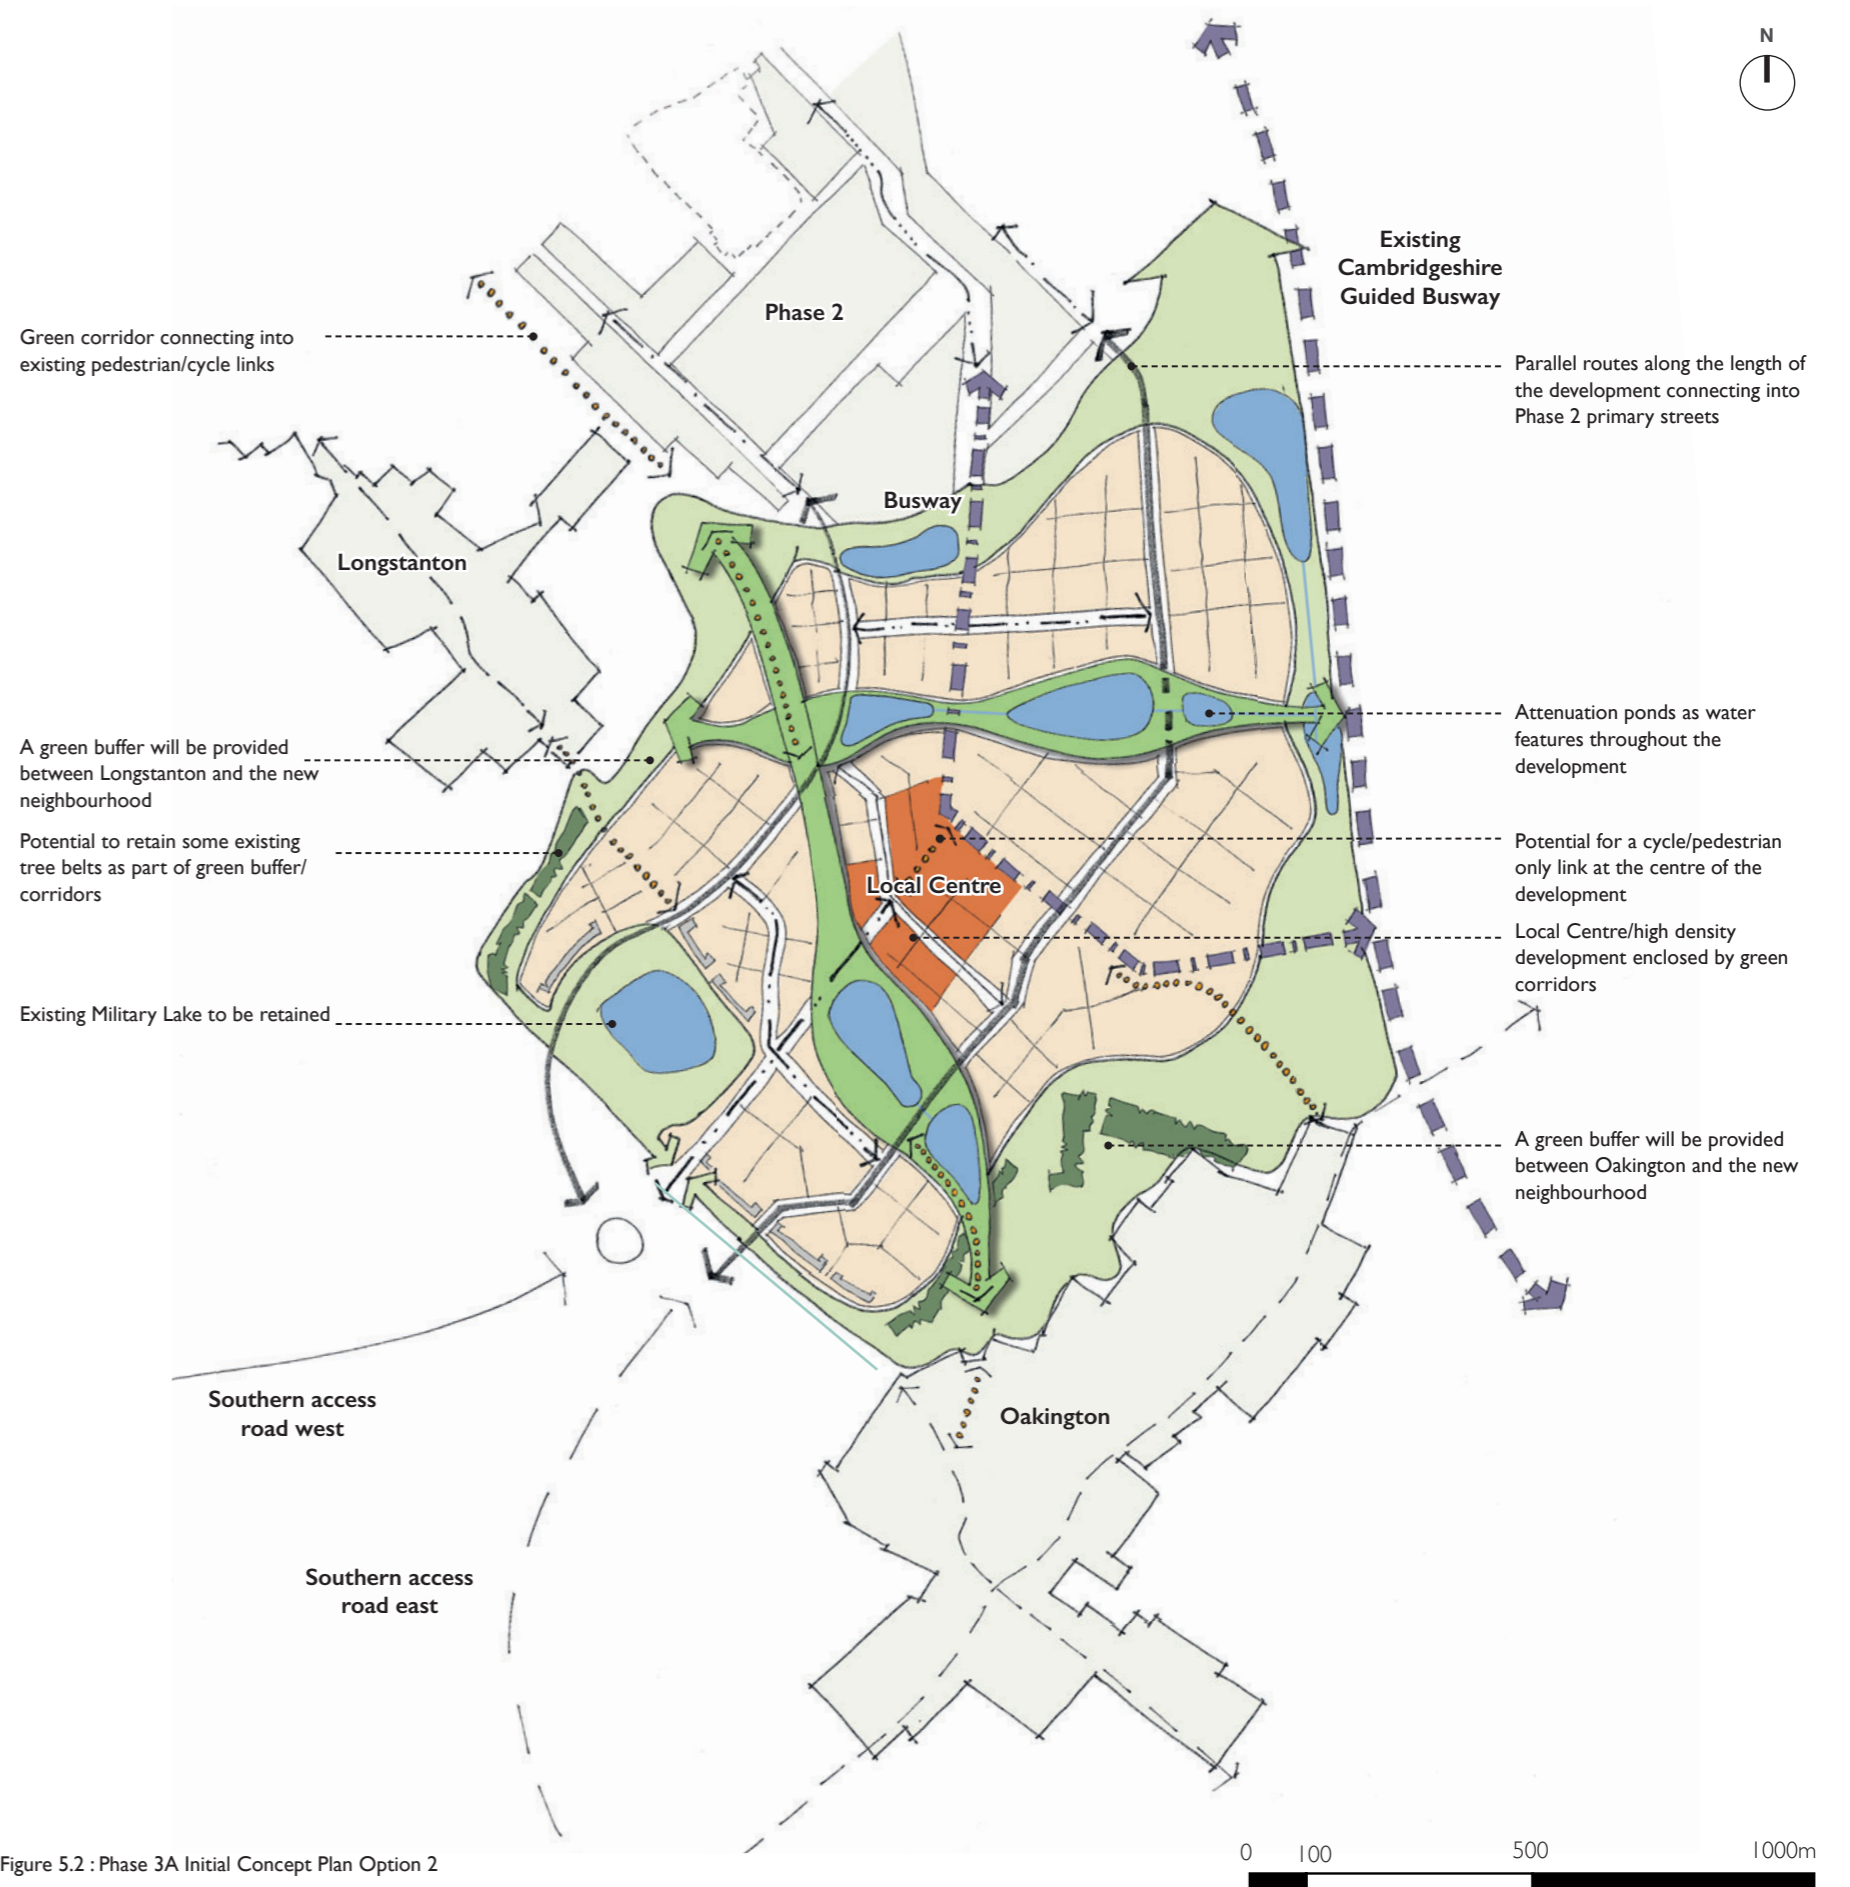 N
Existing
Cambridgeshire
Guided Busway
Phase 2
Green corridor connecting into
existing pedestrian/cycle links
Parallel routes along the length of
the development connecting into
Phase 2 primary streets
Busway
Longstanton
Attenuation ponds as water
features throughout the
development
A green buffer will be provided
between Longstanton and the new
neighbourhood
Potential to retain some existing
tree belts as part of green buffer/
corridors
Potential for a cycle/pedestrian
only link at the centre of the
development
Local Centre
Local Centre/high density
development enclosed by green
corridors
Existing Military Lake to be retained
A green buffer will be provided
between Oakington and the new
neighbourhood
Southern access
road west
Oakington
Southern access
road east
Figure 5.2 : Phase 3A Initial Concept Plan Option 2
0 100 500 1000m